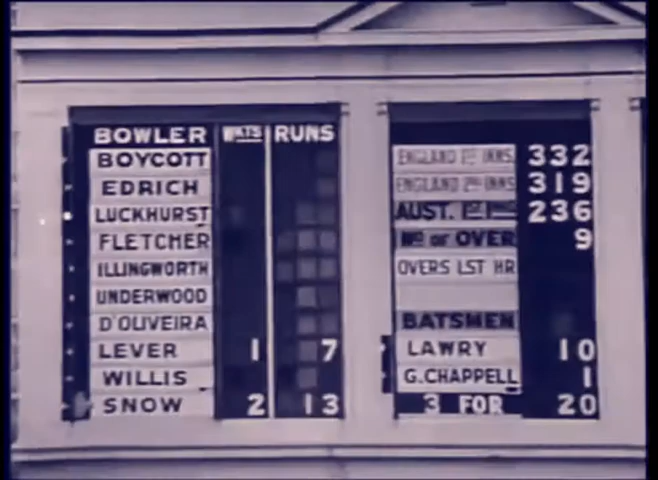 BOWLER WKTS RUNS
BOYCOTT
EDRICH
LUCKHURST
FLETCHER
ILLINGWORTH
UNDERWOOD
D'OLIVEIRA
LEVER 1 7
WILLIS
SNOW 2 13
ENGLAND 1ST INNS. 332
ENGLAND 2ND INNS 319
AUST. 1ST INNS 236
NO OF OVER 9
OVERS LST HR
BATSMEN
LAWRY 10
G.CHAPPELL 1
3 FOR 20